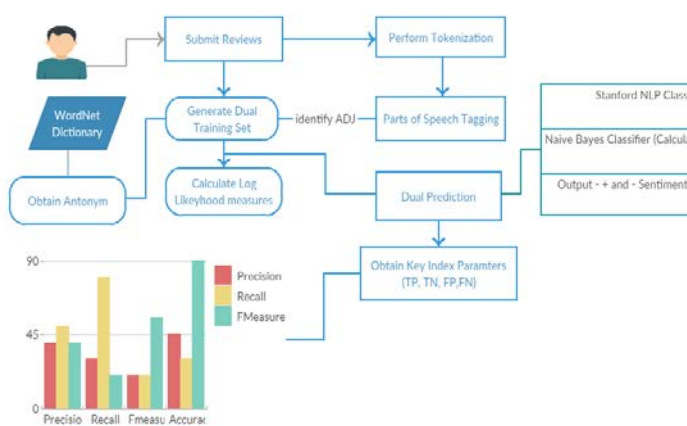 Submit Reviews
Perform Tokenization
WordNet
Dictionary
Generate Dual
Training Set
identify ADJ
Parts of Speech Tagging
Stanford NLP Class
Naive Bayes Classifier (Calcula
Output - + and - Sentiment
Obtain Antonym
Calculate Log
Likeyhood measures
Dual Prediction
Obtain Key Index Paramters
(TP, TN, FP,FN)
90
45
0
Precision
Recall
FMeasure
Precisio
Recall
Fmeasu
Accurac